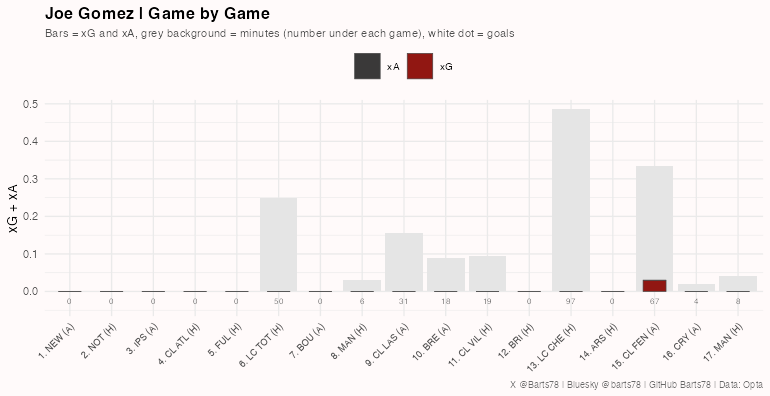 Joe Gomez | Game by Game
Bars = xG and xA, grey background = minutes (number under each game), white dot = goals
xA xG
xG + xA
0.5
0.4
0.3
0.2
0.1
0.0
0 0 0 0 0 50 0 6 31 18 19 0 97 0 67 4 8
1. NEW (A)
2. NOT (H)
3. IPS (A)
4. CL ATL (H)
5. FUL (H)
6. LC TOT (H)
7. BOU (A)
8. MAN (H)
9. CL LAS (A)
10. BRE (A)
11. CL VIL (H)
12. BRI (H)
13. LC CHE (H)
14. ARS (H)
15. CL FEN (A)
16. CRY (A)
17. MAN (H)
X @Barts78 | Bluesky @barts78 | GitHub Barts78 | Data: Opta